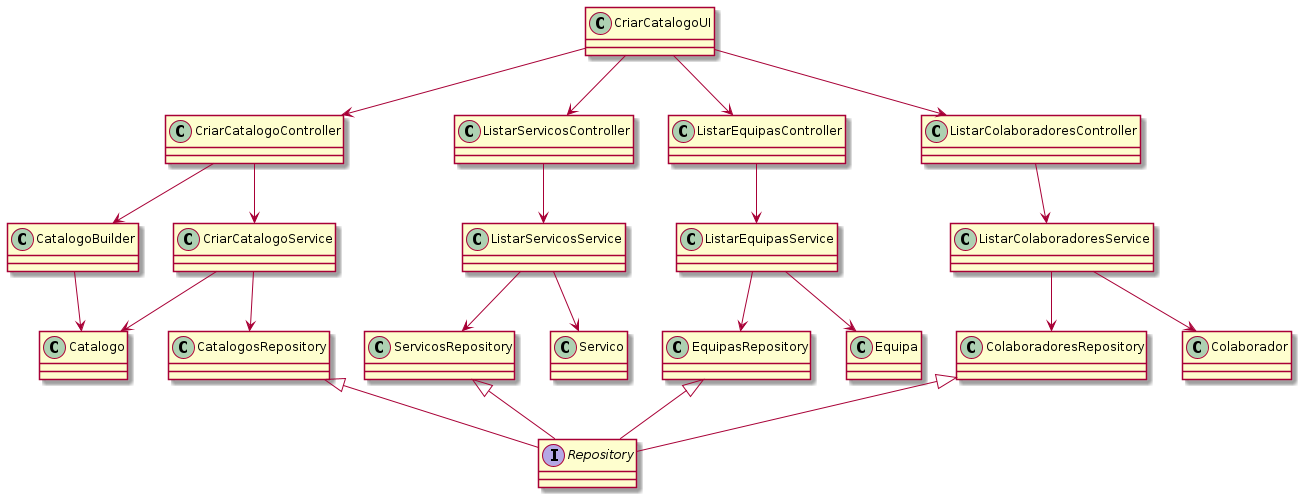 C CriarCatalogoUI
C CriarCatalogoController
C ListarServicosController
C ListarEquipasController
C ListarColaboradoresController
C CatalogoBuilder
C CriarCatalogoService
C ListarServicosService
C ListarEquipasService
C ListarColaboradoresService
C Catalogo
C CatalogosRepository
C ServicosRepository
C Servico
C EquipasRepository
C Equipa
C ColaboradoresRepository
C Colaborador
I Repository